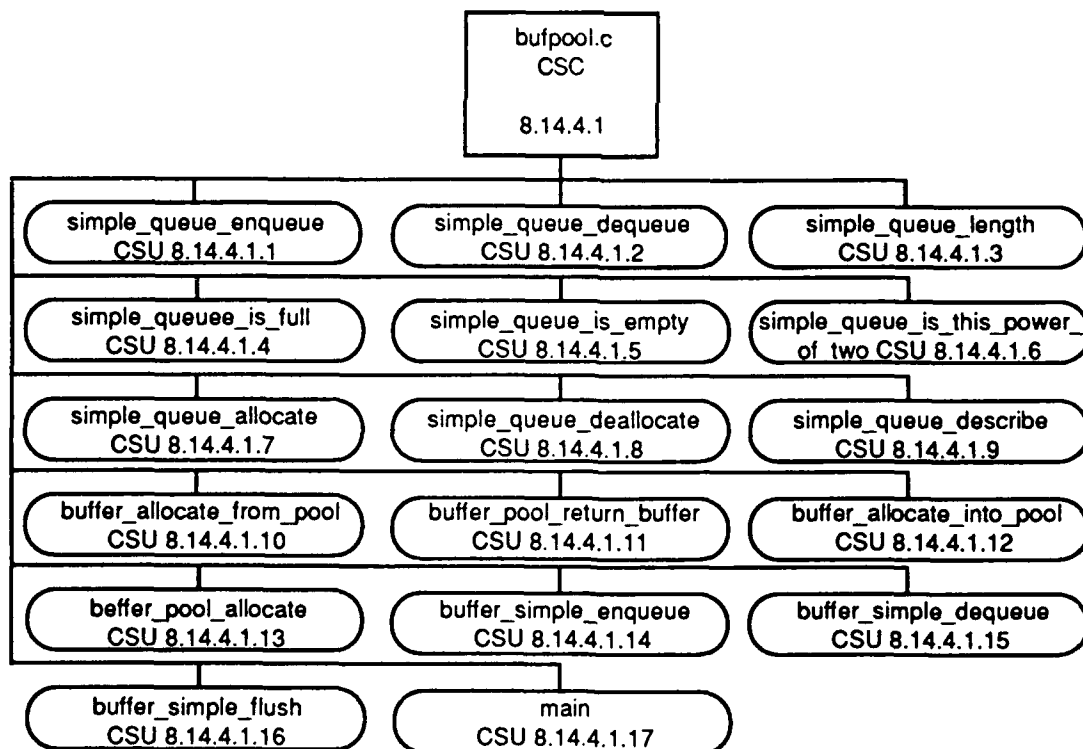 bufpool.c
CSC
8.14.4.1
simple_queue_enqueue
CSU 8.14.4.1.1
simple_queue_dequeue
CSU 8.14.4.1.2
simple_queue_length
CSU 8.14.4.1.3
simple_queuee_is_full
CSU 8.14.4.1.4
simple_queue_is_empty
CSU 8.14.4.1.5
simple_queue_is_this_power_
of_two CSU 8.14.4.1.6
simple_queue_allocate
CSU 8.14.4.1.7
simple_queue_deallocate
CSU 8.14.4.1.8
simple_queue_describe
CSU 8.14.4.1.9
buffer_allocate_from_pool
CSU 8.14.4.1.10
buffer_pool_return_buffer
CSU 8.14.4.1.11
buffer_allocate_into_pool
CSU 8.14.4.1.12
beffer_pool_allocate
CSU 8.14.4.1.13
buffer_simple_enqueue
CSU 8.14.4.1.14
buffer_simple_dequeue
CSU 8.14.4.1.15
buffer_simple_flush
CSU 8.14.4.1.16
main
CSU 8.14.4.1.17